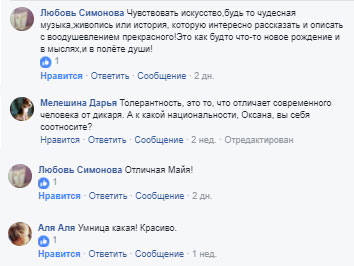 Любовь Симонова Чувствовать искусство,будь то чудесная
музыка,живопись или история, которую интересно рассказать и описать
с воодушевлением прекрасного!Это как будто что-то новое рождение и
в мыслях,и в полёте души!
1
Нравится · Ответить · Сообщение · 2 дн.
Мелешина Дарья Толерантность, это то, что отличает современного
человека от дикаря. А к какой национальности, Оксана, вы себя
соотносите?
Нравится · Ответить · Сообщение · 2 нед. · Отредактирован
Любовь Симонова Отличная Майя!
1
Нравится · Ответить · Сообщение · 2 дн.
Аля Аля Умница какая! Красиво.
1
Нравится · Ответить · Сообщение · 1 нед.